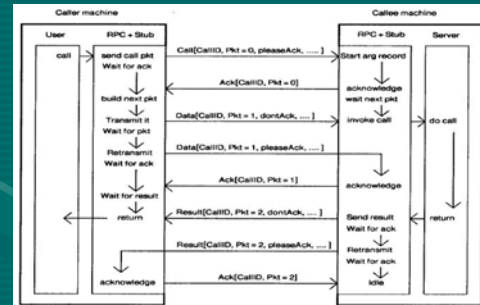 Caller machine Callee machine
User RPC + Stub RPC + Stub Server
call send call pkt Call[CallID, Pkt = 0, pleaseAck, ..... ] Start arg record
Wait for ack
Ack[CallID, Pkt = 0] acknowledge
build next pkt wait next pkt
Transmit it Data[CallID, Pkt = 1, dontAck, .... ] invoke call do call
Wait for pkt
Retransmit Data[CallID, Pkt = 1, pleaseAck, .... ]
Wait for ack
Ack[CallID, Pkt = 1] acknowledge
Wait for result
return Result[CallID, Pkt = 2, dontAck, .... ] Send result return
Wait for ack
Result[CallID, Pkt = 2, pleaseAck, .... ] Retransmit
Wait for ack
acknowledge Ack[CallID, Pkt = 2] Idle